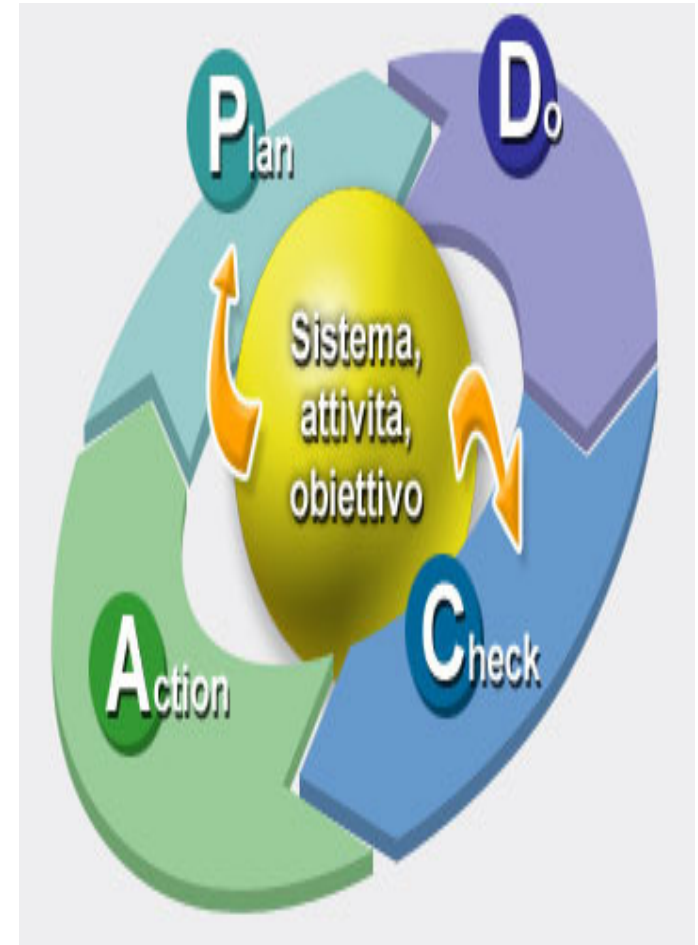 Plan
Do
Sistema,
attività,
obiettivo
Check
Action